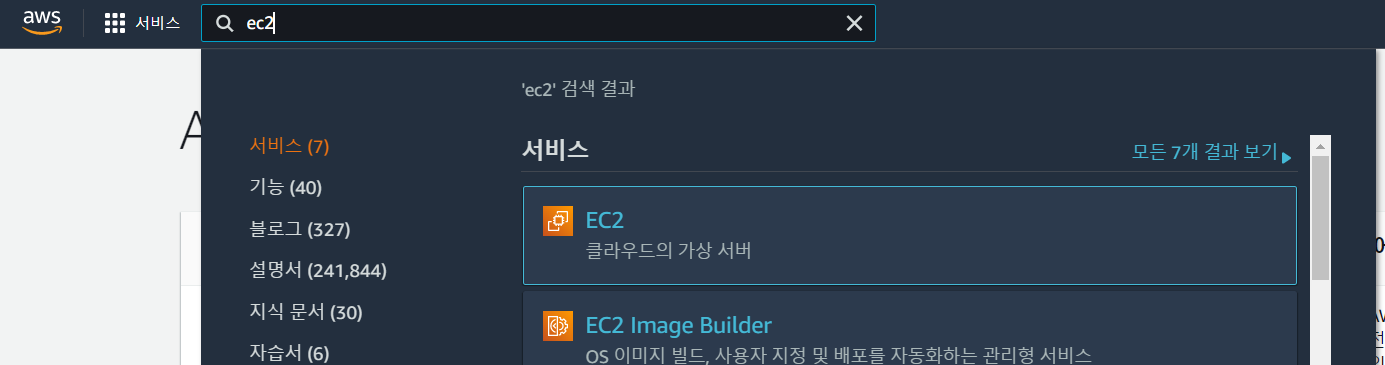 aws
서비스
ec2
'ec2' 검색 결과
서비스 (7)
기능 (40)
블로그 (327)
설명서 (241,844)
지식 문서 (30)
자습서 (6)
서비스
모든 7개 결과 보기
EC2
클라우드의 가상 서버
EC2 Image Builder
OS 이미지 빌드, 사용자 지정 및 배포를 자동화하는 관리형 서비스